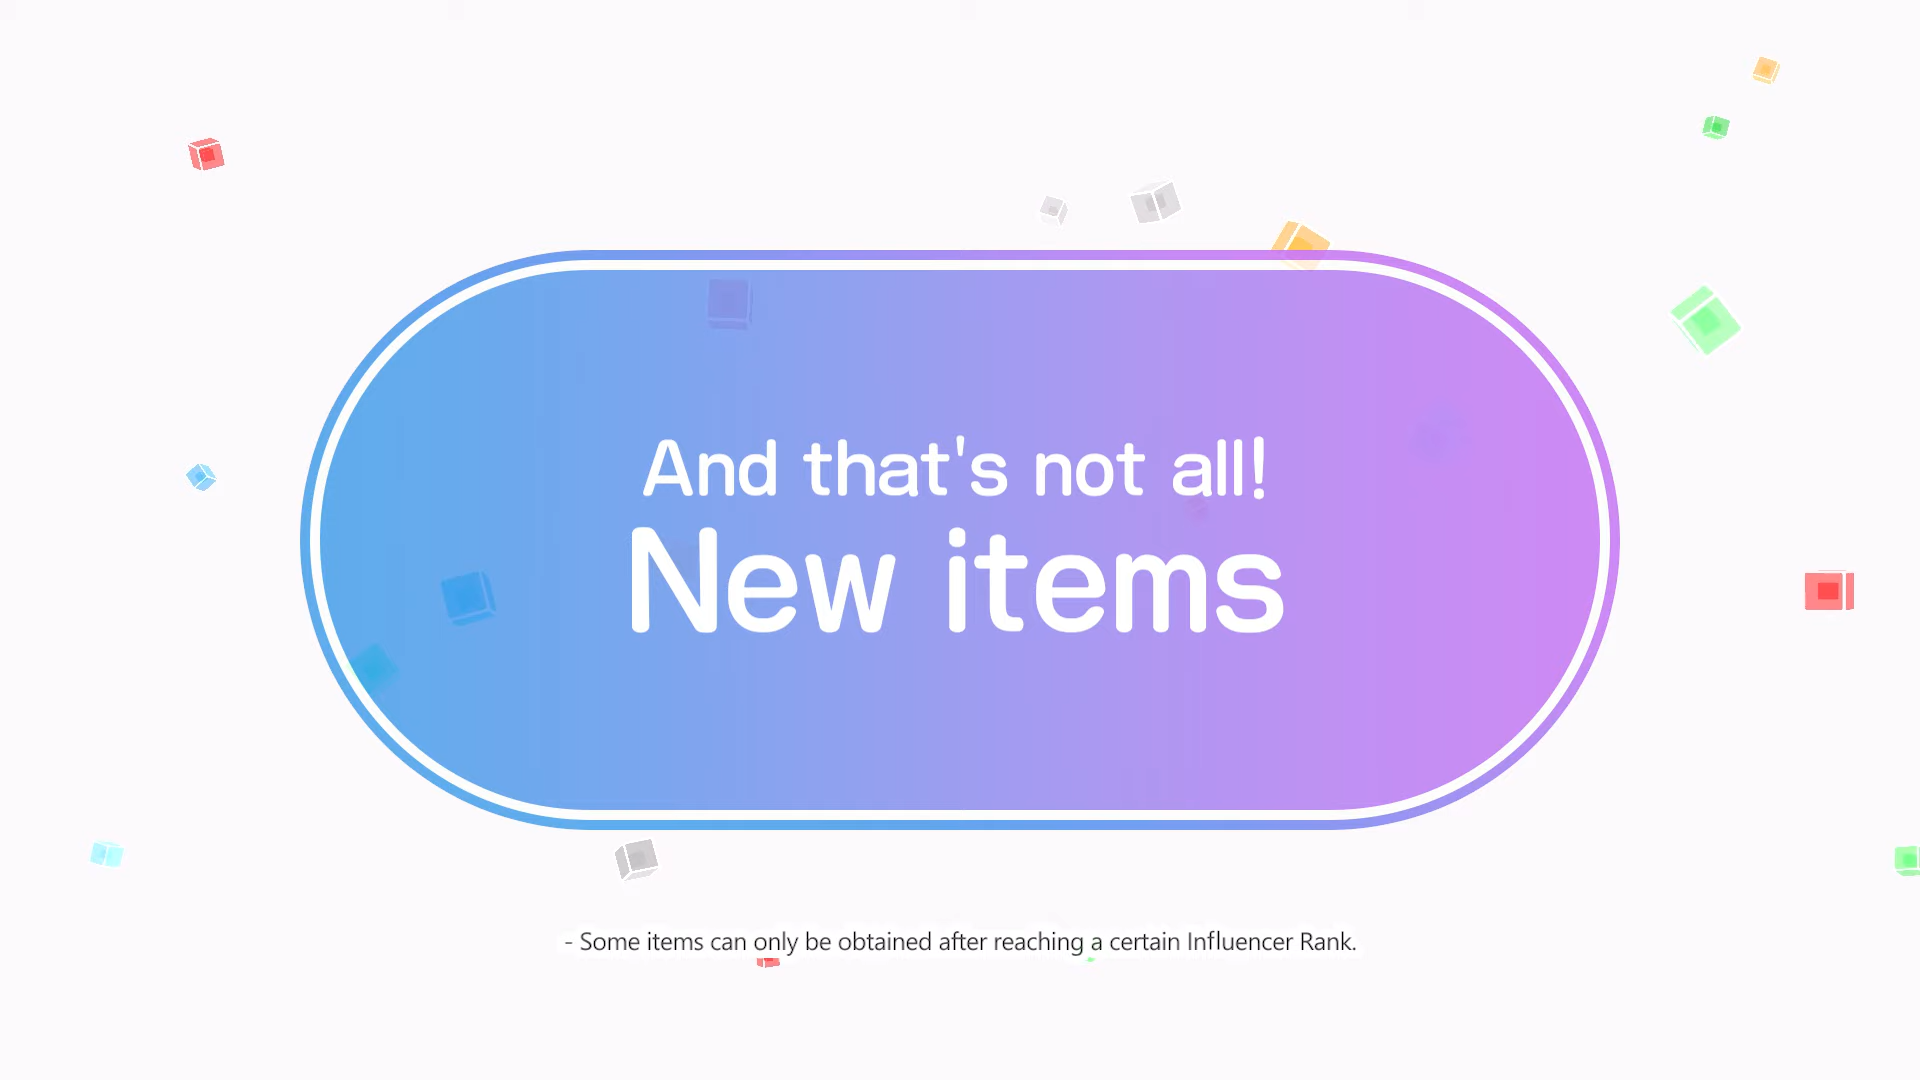 And that's not all!
New items
- Some items can only be obtained after reaching a certain Influencer Rank.